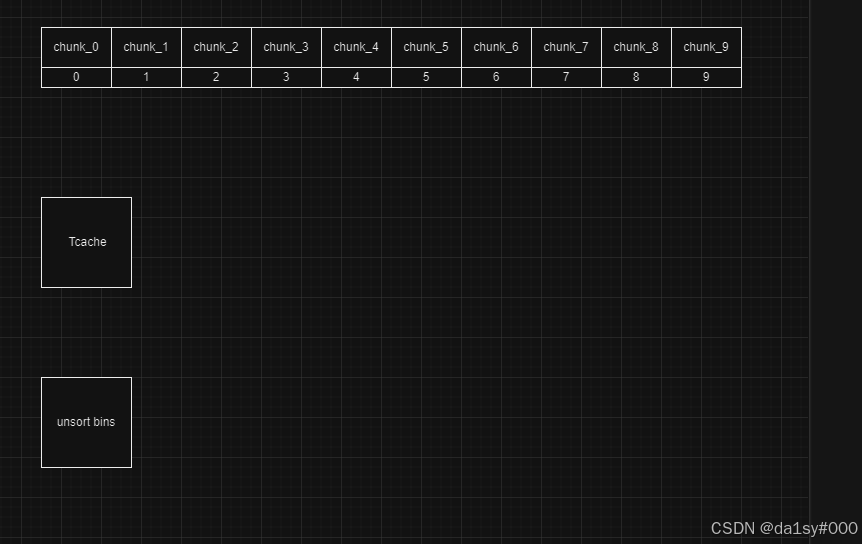 chunk_0 chunk_1 chunk_2 chunk_3 chunk_4 chunk_5 chunk_6 chunk_7 chunk_8 chunk_9
0 1 2 3 4 5 6 7 8 9
Tcache
unsort bins
CSDN @da1sy#000